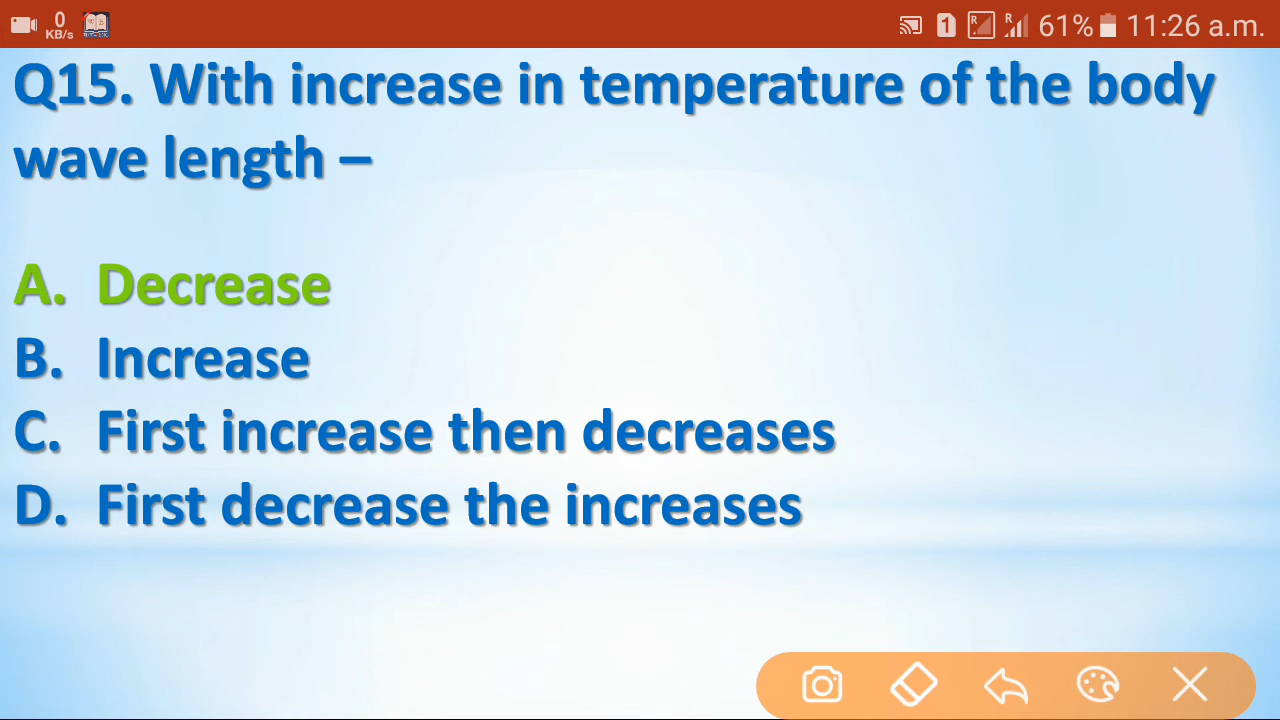 0
KB/s
1 R R 61% 11:26 a.m.
Q15. With increase in temperature of the body
wave length –
A. Decrease
B. Increase
C. First increase then decreases
D. First decrease the increases